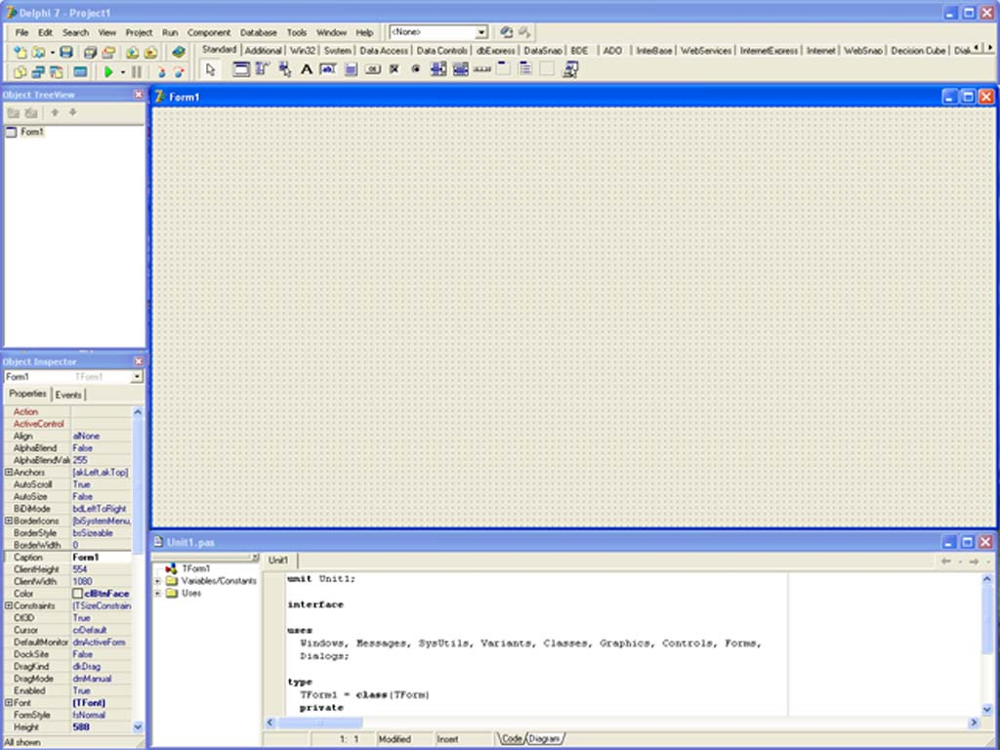 Delphi 7 - Project1
File Edit Search View Project Run Component Database Tools Window Help <None>
Standard Additional Win32 System Data Access Data Controls dbExpress DataSnap BDE ADO InterBase WebServices InternetExpress Internet WebSnap Decision Cube
Object TreeView
Form1
Form1
Object Inspector
Form1 TForm1
Properties Events
Action
ActiveControl
Align alNone
AlphaBlend False
AlphaBlendVal 255
Anchors [akLeft,akTop]
AutoScroll True
AutoSize False
BiDiMode bdLeftToRight
BorderIcons [biSystemMenu,
BorderStyle bsSizeable
BorderWidth 0
Caption Form1
ClientHeight 554
ClientWidth 1080
Color clBtnFace
Constraints (TSizeConstrain
Ctl3D True
Cursor crDefault
DefaultMonitor dmActiveForm
DockSite False
DragKind dkDrag
DragMode dmManual
Enabled True
Font (TFont)
FormStyle fsNormal
Height 588
All shown
Unit1.pas
TForm1
Variables/Constants
Uses
Unit1
unit Unit1;
interface
uses
Windows, Messages, SysUtils, Variants, Classes, Graphics, Controls, Forms,
Dialogs;
type
TForm1 = class(TForm)
private
1: 1 Modified Insert Code Diagram